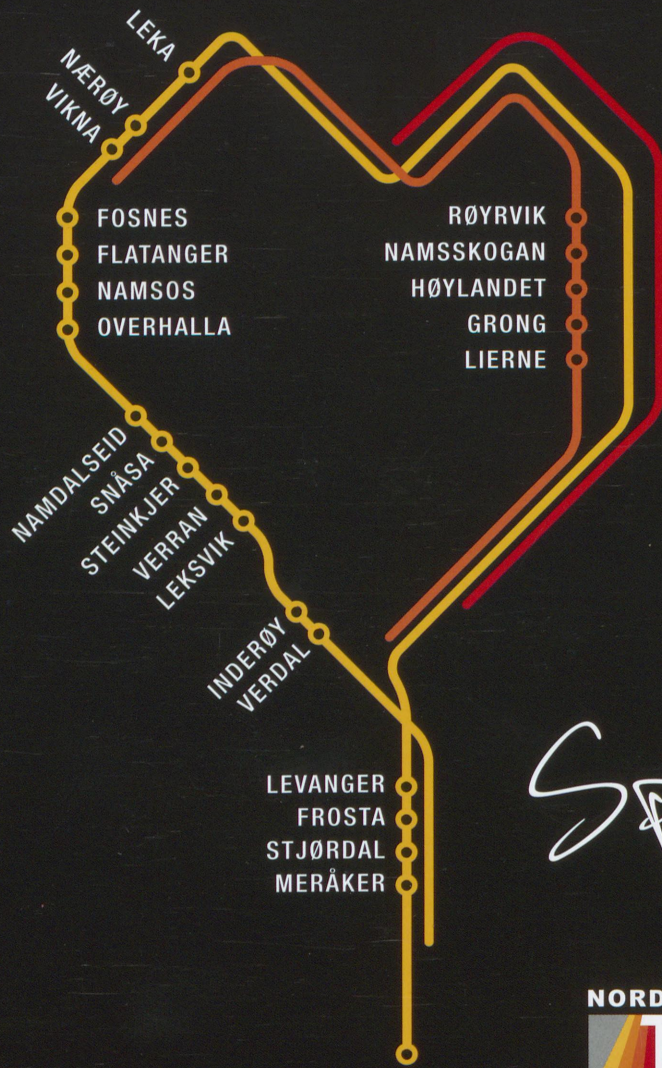 LEKA
NÆRØY
VIKNA
FOSNES
FLATANGER
NAMSOS
OVERHALLA
RØYRVIK
NAMSSKOGAN
HØYLANDET
GRONG
LIERNE
NAMDALSEID
SNÅSA
STEINKJER
VERRAN
LEKSVIK
INDERØY
VERDAL
LEVANGER
FROSTA
STJØRDAL
MERÅKER